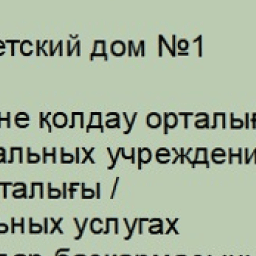 етский дом №1
не қолдау орталығ
альных учреждени
талығы /
ьных услугах